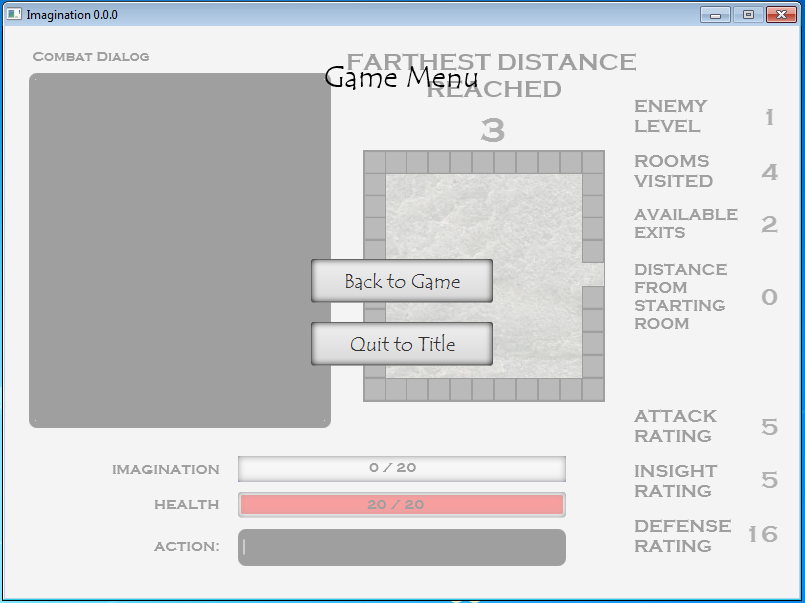 Imagination 0.0.0
COMBAT DIALOG
FARTHEST DISTANCE
REACHED
3
Game Menu
ENEMY
LEVEL
1
ROOMS
VISITED
4
AVAILABLE
EXITS
2
DISTANCE
FROM
STARTING
ROOM
0
Back to Game
Quit to Title
ATTACK
RATING
5
INSIGHT
RATING
5
DEFENSE
RATING
16
IMAGINATION
0 / 20
HEALTH
20 / 20
ACTION: